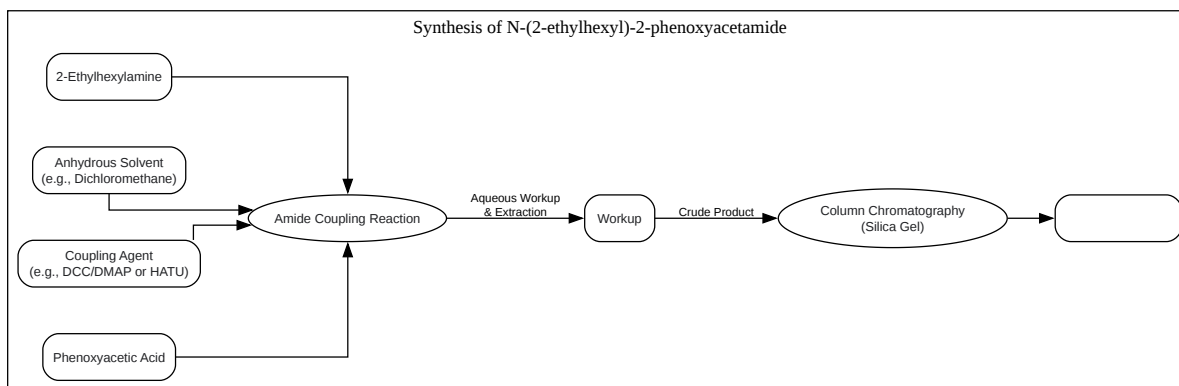 Synthesis of N-(2-ethylhexyl)-2-phenoxyacetamide
2-Ethylhexylamine
Anhydrous Solvent
(e.g., Dichloromethane)
Coupling Agent
(e.g., DCC/DMAP or HATU)
Phenoxyacetic Acid
Amide Coupling Reaction
Aqueous Workup
& Extraction
Workup
Crude Product
Column Chromatography
(Silica Gel)